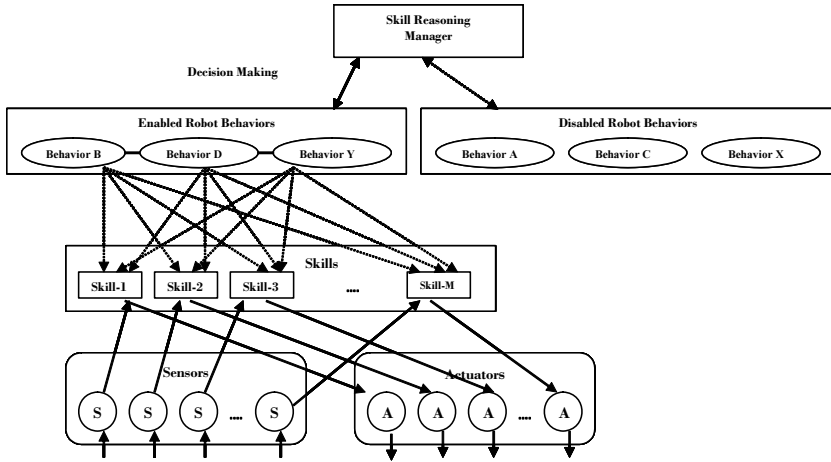 Skill Reasoning
Manager
Decision Making
Enabled Robot Behaviors
Disabled Robot Behaviors
Behavior B
Behavior D
Behavior Y
Behavior A
Behavior C
Behavior X
Skills
Skill-1
Skill-2
Skill-3
....
Skill-M
Sensors
Actuators
S
S
S
....
S
A
A
A
....
A